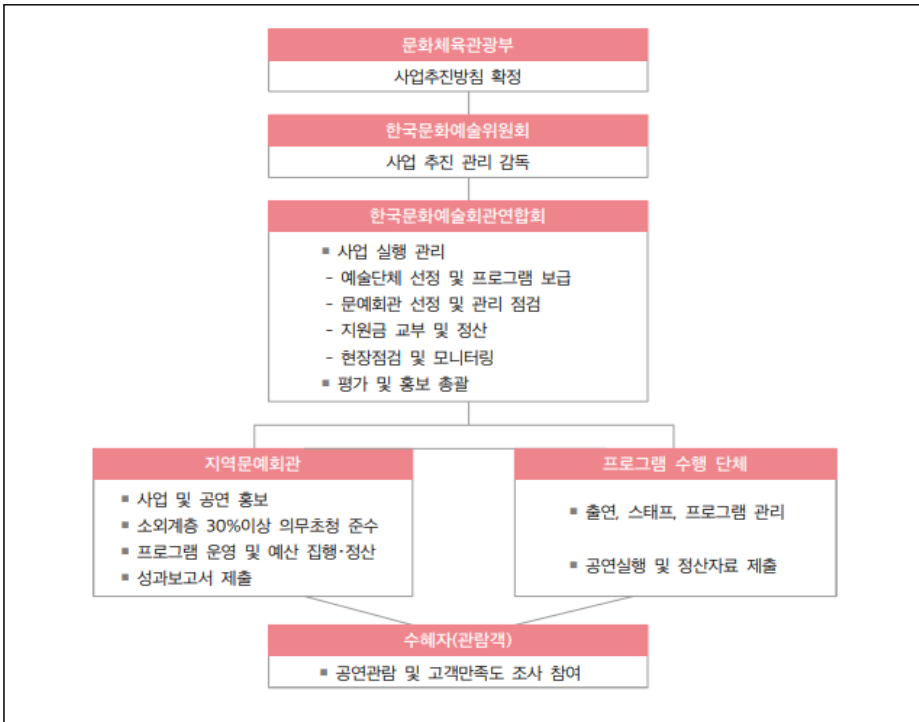 문화체육관광부
사업추진방침 확정
한국문화예술위원회
사업 추진 관리 감독
한국문화예술회관연합회
▪ 사업 실행 관리
- 예술단체 선정 및 프로그램 보급
- 문예회관 선정 및 관리 점검
- 지원금 교부 및 정산
- 현장점검 및 모니터링
▪ 평가 및 홍보 총괄
지역문예회관
▪ 사업 및 공연 홍보
▪ 소외계층 30%이상 의무초청 준수
▪ 프로그램 운영 및 예산 집행·정산
▪ 성과보고서 제출
프로그램 수행 단체
▪ 출연, 스태프, 프로그램 관리
▪ 공연실행 및 정산자료 제출
수혜자(관람객)
▪ 공연관람 및 고객만족도 조사 참여